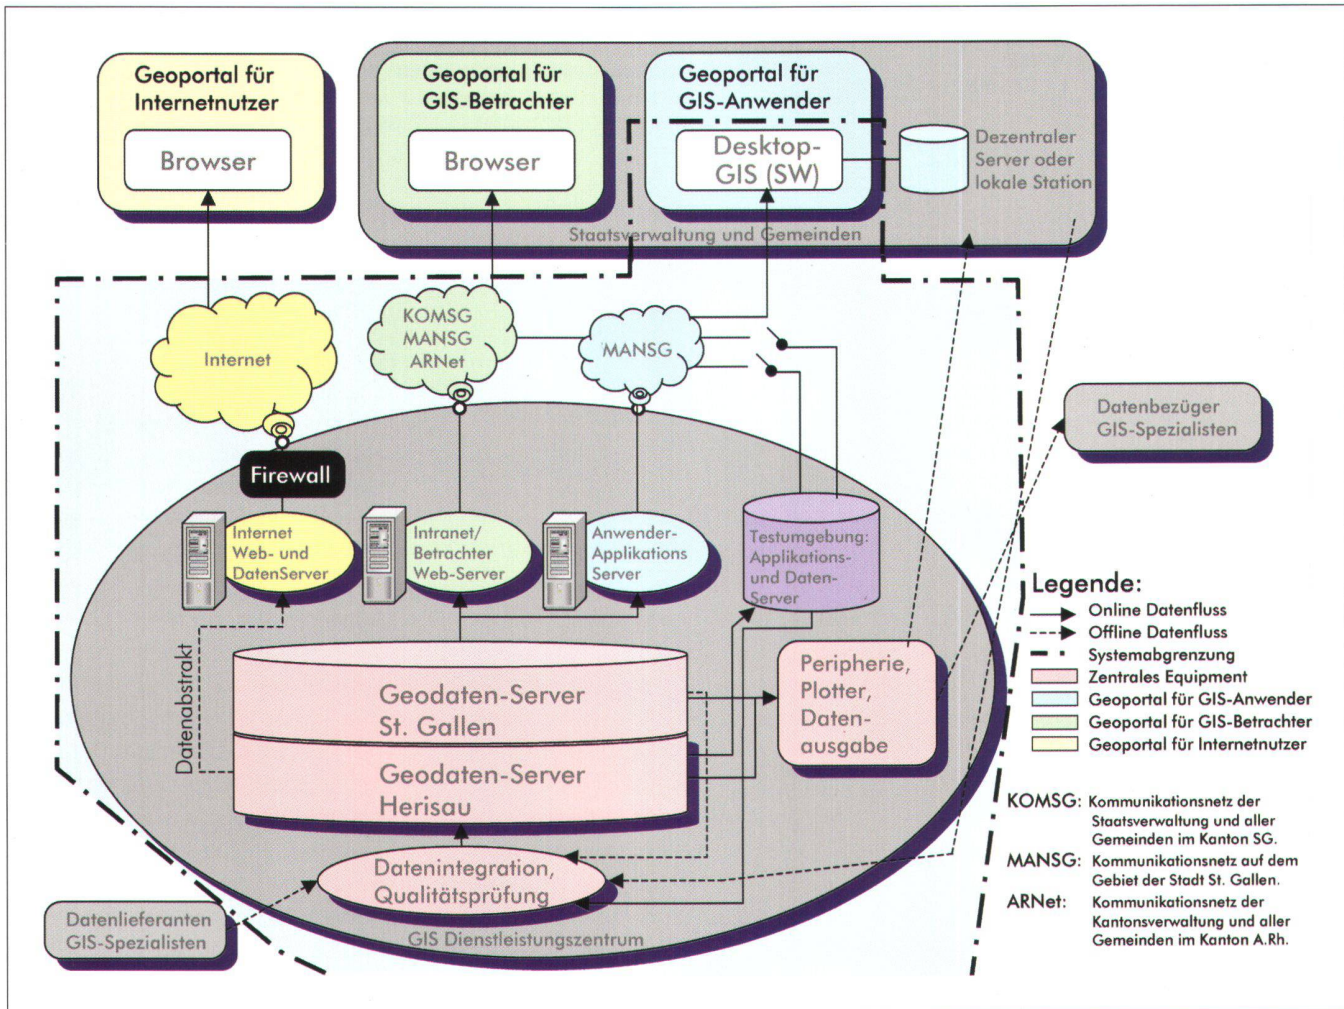 Geoportal für
Internetnutzer
Browser
Geoportal für
GIS-Betrachter
Browser
Geoportal für
GIS-Anwender
Desktop-
GIS (SW)
Dezentraler
Server oder
lokale Station
Staatsverwaltung und Gemeinden
Internet
KOMSG
MANSG
ARNet
MANSG
Datenbezüger
GIS-Spezialisten
Firewall
Internet
Web- und
DatenServer
Intranet/
Betrachter
Web-Server
Anwender-
Applikations
Server
Testumgebung:
Applikations-
und Daten-
Server
Datenabstrakt
Geodaten-Server
St. Gallen
Geodaten-Server
Herisau
Peripherie,
Plotter,
Daten-
ausgabe
Datenintegration,
Qualitätsprüfung
Datenlieferanten
GIS-Spezialisten
GIS Dienstleistungszentrum
Legende:
Online Datenfluss
Offline Datenfluss
Systemabgrenzung
Zentrales Equipment
Geoportal für GIS-Anwender
Geoportal für GIS-Betrachter
Geoportal für Internetnutzer
KOMSG: Kommunikationsnetz der
Staatsverwaltung und aller
Gemeinden im Kanton SG.
MANSG: Kommunikationsnetz auf dem
Gebiet der Stadt St. Gallen.
ARNet: Kommunikationsnetz der
Kantonsverwaltung und aller
Gemeinden im Kanton A.Rh.